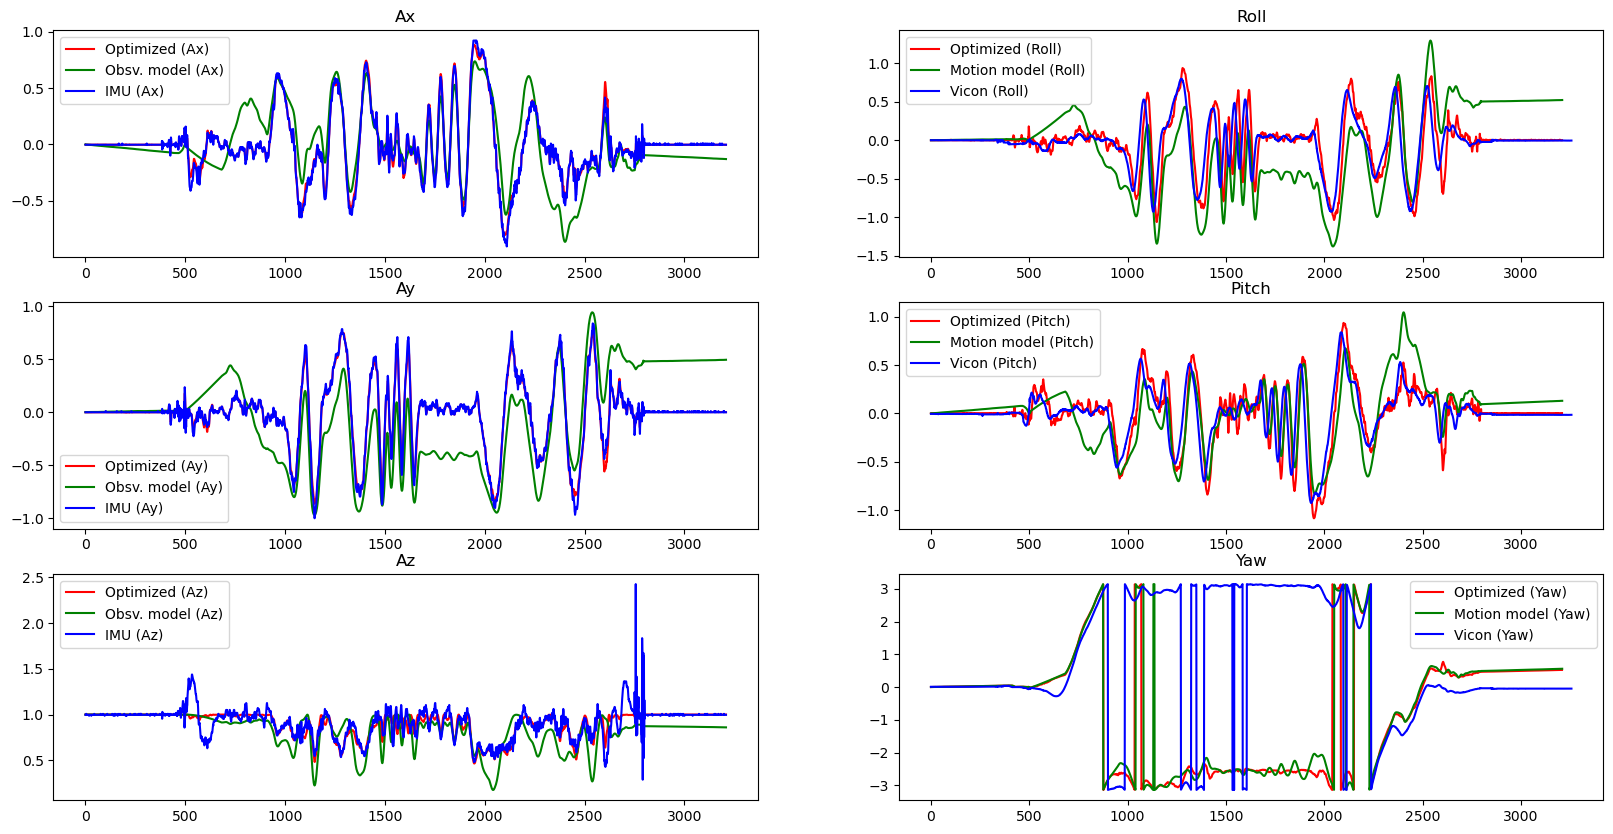 Ax
Optimized (Ax)
Obsv. model (Ax)
IMU (Ax)
1.0
0.5
0.0
−0.5
0 500 1000 1500 2000 2500 3000
Roll
Optimized (Roll)
Motion model (Roll)
Vicon (Roll)
1.0
0.5
0.0
−0.5
−1.0
−1.5
0 500 1000 1500 2000 2500 3000
Ay
Optimized (Ay)
Obsv. model (Ay)
IMU (Ay)
1.0
0.5
0.0
−0.5
−1.0
0 500 1000 1500 2000 2500 3000
Pitch
Optimized (Pitch)
Motion model (Pitch)
Vicon (Pitch)
1.0
0.5
0.0
−0.5
−1.0
0 500 1000 1500 2000 2500 3000
Az
Optimized (Az)
Obsv. model (Az)
IMU (Az)
2.5
2.0
1.5
1.0
0.5
0 500 1000 1500 2000 2500 3000
Yaw
Optimized (Yaw)
Motion model (Yaw)
Vicon (Yaw)
3
2
1
0
−1
−2
−3
0 500 1000 1500 2000 2500 3000